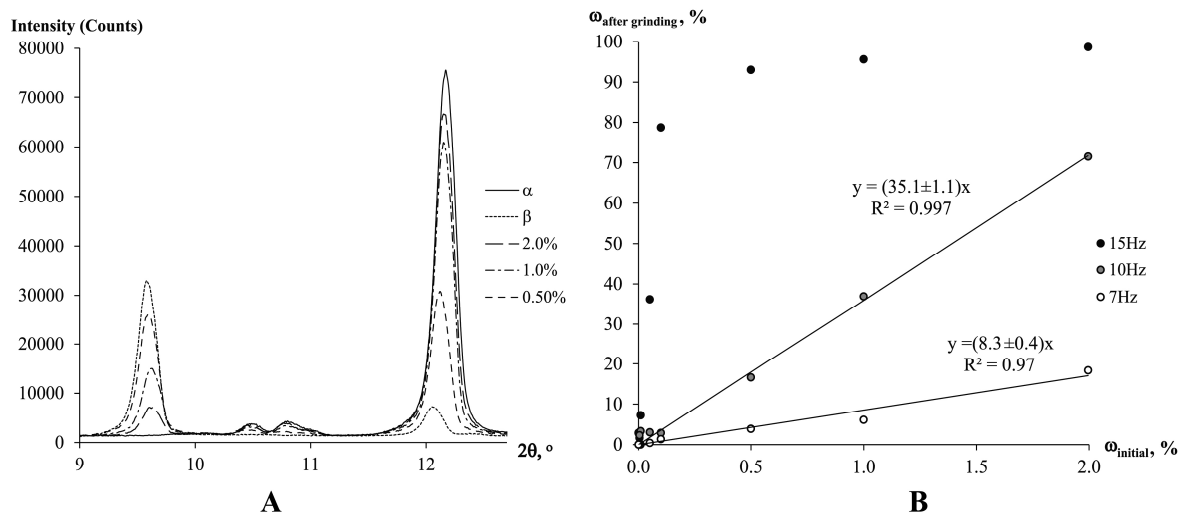 Intensity (Counts)
80000
70000
60000
50000
40000
30000
20000
10000
0
9
10
11
12
2θ, º
α
β
2.0%
1.0%
0.50%
A
ω after grinding, %
100
90
80
70
60
50
40
30
20
10
0
0.0
0.5
1.0
1.5
2.0
ω initial, %
y = (35.1±1.1)x
R² = 0.997
y =(8.3±0.4)x
R² = 0.97
15Hz
10Hz
7Hz
B